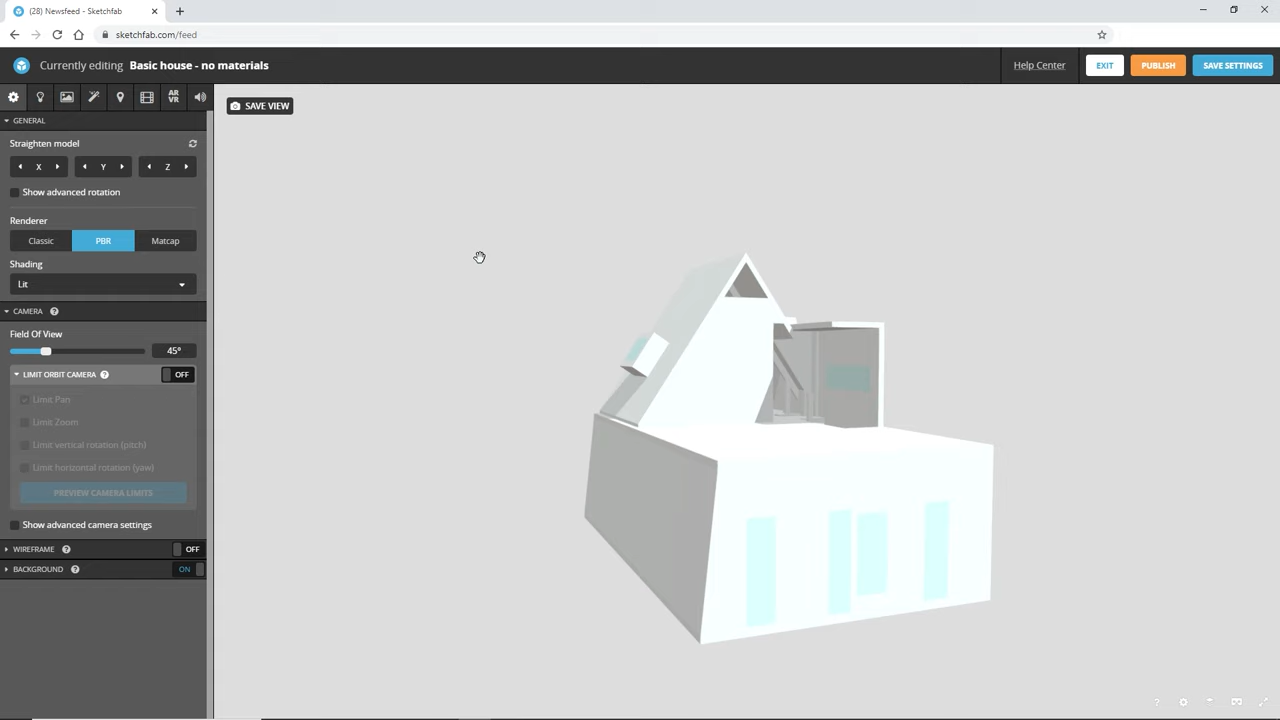 (28) Newsfeed - Sketchfab
sketchfab.com/feed
Currently editing Basic house - no materials
Help Center
EXIT
PUBLISH
SAVE SETTINGS
AR
VR
SAVE VIEW
GENERAL
Straighten model
X
Y
Z
Show advanced rotation
Renderer
Classic
PBR
Matcap
Shading
Lit
CAMERA ?
Field Of View
45°
LIMIT ORBIT CAMERA ? OFF
Limit Pan
Limit Zoom
Limit vertical rotation (pitch)
Limit horizontal rotation (yaw)
PREVIEW CAMERA LIMITS
Show advanced camera settings
WIREFRAME ? OFF
BACKGROUND ? ON
?